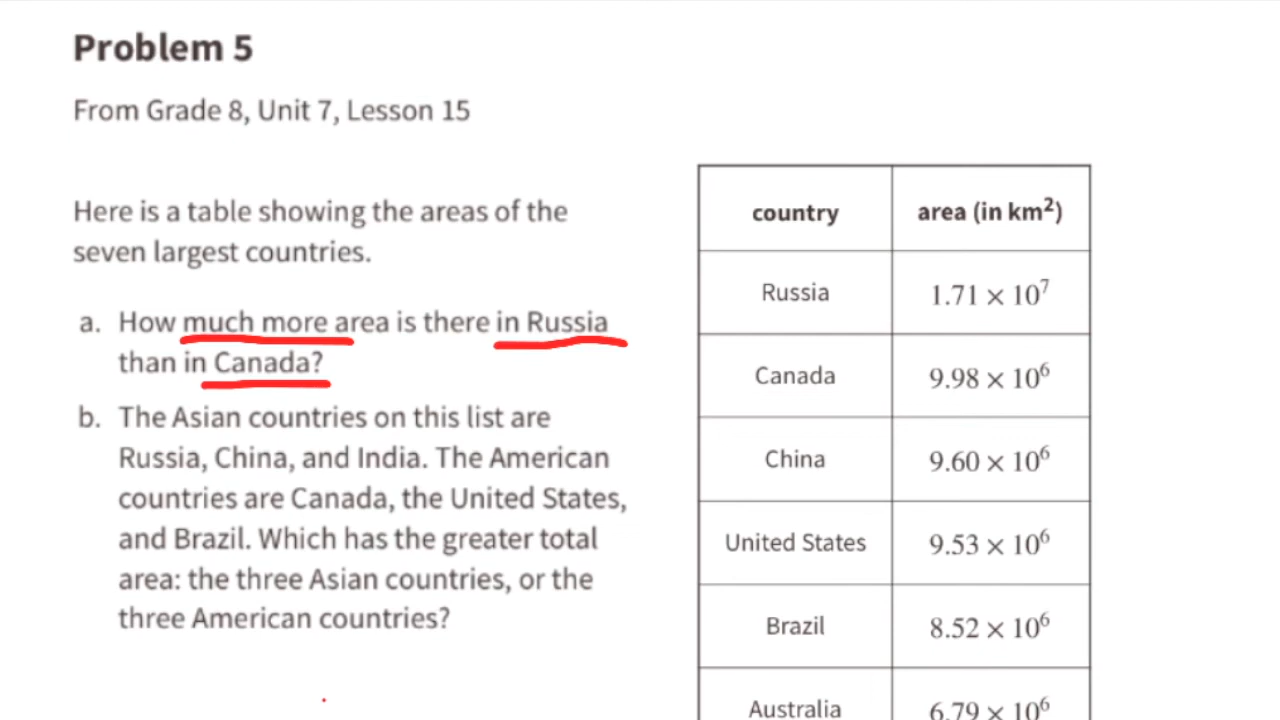 Problem 5
From Grade 8, Unit 7, Lesson 15
Here is a table showing the areas of the
seven largest countries.
a. How much more area is there in Russia
than in Canada?
b. The Asian countries on this list are
Russia, China, and India. The American
countries are Canada, the United States,
and Brazil. Which has the greater total
area: the three Asian countries, or the
three American countries?
country area (in km²)
Russia 1.71 × 10⁷
Canada 9.98 × 10⁶
China 9.60 × 10⁶
United States 9.53 × 10⁶
Brazil 8.52 × 10⁶
Australia 6.79 × 10⁶